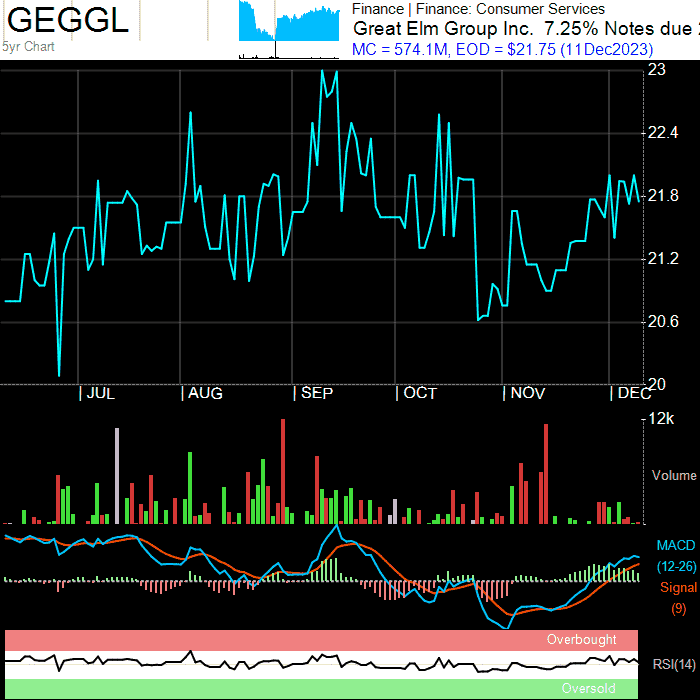 GEGGL
5yr Chart
Finance | Finance: Consumer Services
Great Elm Group Inc. 7.25% Notes due
MC = 574.1M, EOD = $21.75 (11Dec2023)
23
22.4
21.8
21.2
20.6
20
| JUL | AUG | SEP | OCT | NOV | DEC
12k
Volume
MACD
(12-26)
Signal
(9)
Overbought
RSI(14)
Oversold